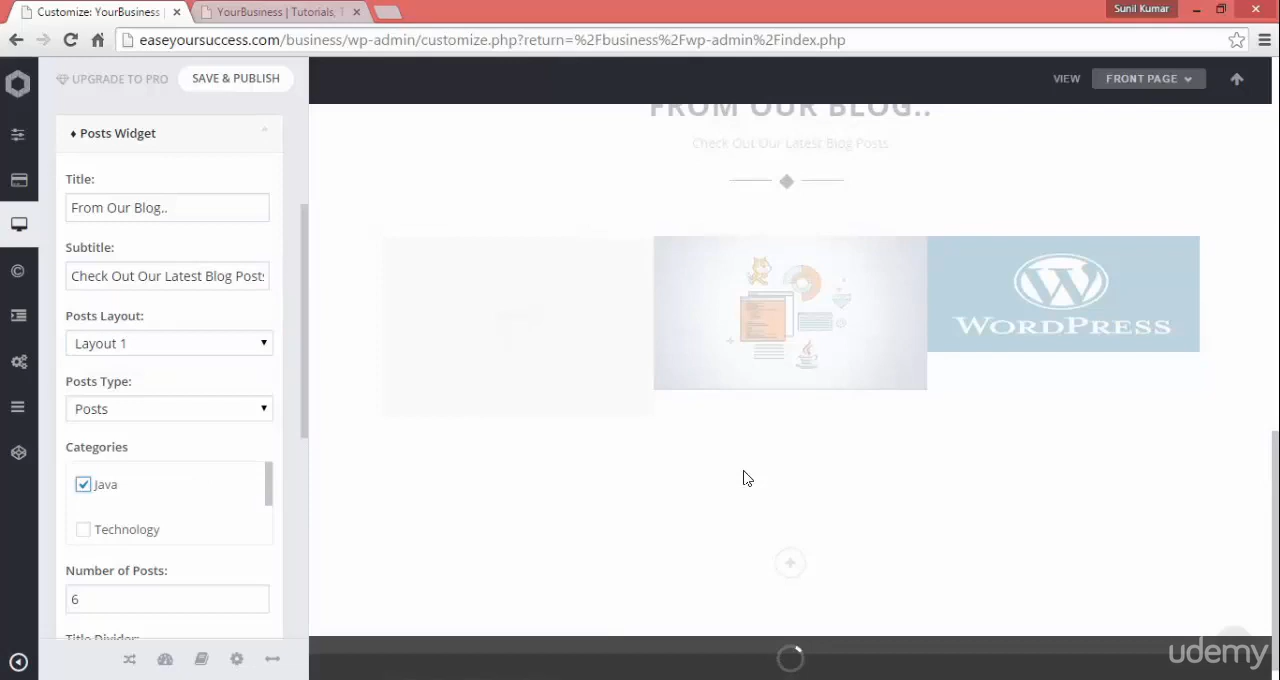 Customize: YourBusiness |
YourBusiness | Tutorials, T
Sunil Kumar
easeyoursuccess.com/business/wp-admin/customize.php?return=%2Fbusiness%2Fwp-admin%2Findex.php
UPGRADE TO PRO
SAVE & PUBLISH
VIEW
FRONT PAGE
Posts Widget
Title:
From Our Blog..
Subtitle:
Check Out Our Latest Blog Posts
Posts Layout:
Layout 1
Posts Type:
Posts
Categories
Java
Technology
Number of Posts:
6
Title Divider:
FROM OUR BLOG..
Check Out Our Latest Blog Posts
WORDPRESS
udemy